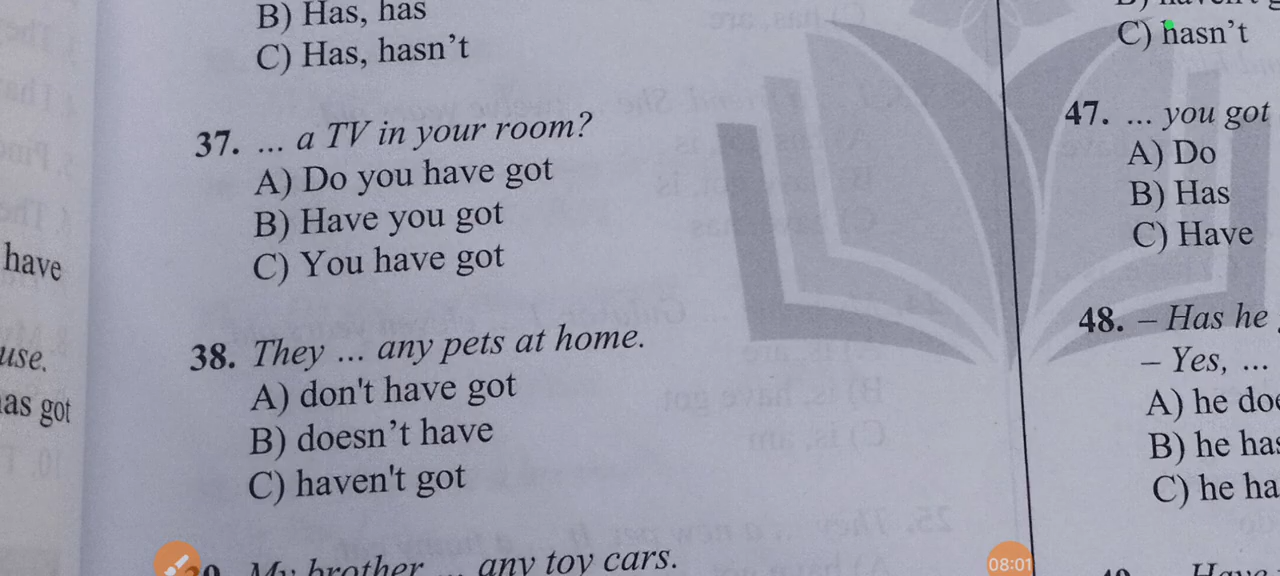 have
use.
as got
B) Has, has
C) Has, hasn’t
37. ... a TV in your room?
A) Do you have got
B) Have you got
C) You have got
38. They ... any pets at home.
A) don't have got
B) doesn’t have
C) haven't got
My brother ... any toy cars.
C) hasn’t
47. ... you got
A) Do
B) Has
C) Have
48. – Has he
– Yes, ...
A) he doe
B) he has
C) he ha
08:01